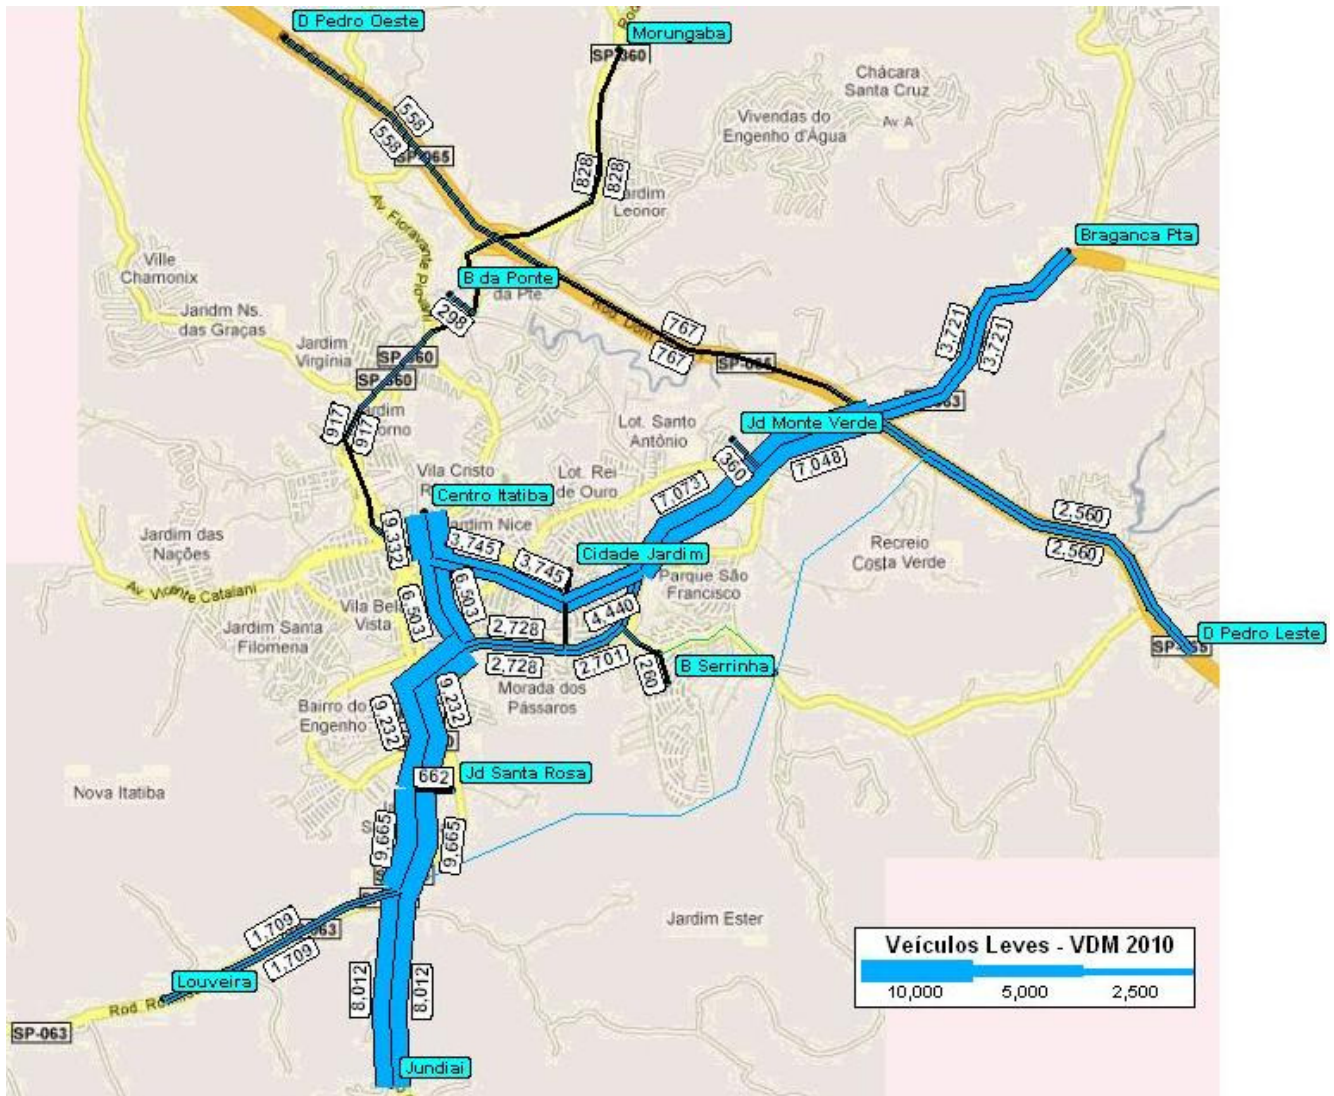 D Pedro Oeste
Morungaba
SP-360
Chácara
Santa Cruz
Av. A
Vivendas do
Engenho d'Água
558
558
SP-065
828
828
Jardim
Leonor
Av. Fioravante Piovani
Braganca Pta
Ville
Chamonix
B da Ponte
da Pte.
298
Jardm Ns.
das Graças
Jardim
Virgínia
Rod. Dom
767
767
3,721
3,721
SP-360
SP-360
SP-065
917
917
Lot. Santo
Antônio
Jd Monte Verde
360
7,048
7,073
Vila Cristo
Lot. Rei
de Ouro
Centro Itatiba
Jardim Nice
9,332
3,745
3,745
Cidade Jardim
2,560
2,560
Recreio
Costa Verde
Jardim das
Nações
Parque São
Francisco
Av. Vicente Catalani
6,503
6,503
Vila Bela
Vista
4,440
Jardim Santa
Filomena
2,728
2,728
2,701
260
B Serrinha
D Pedro Leste
Morada dos
Pássaros
Bairro do
Engenho
9,232
9,232
662
Jd Santa Rosa
Nova Itatiba
9,665
9,665
1,709
1,709
Jardim Ester
Louveira
8,012
8,012
SP-063
Jundiai
Veículos Leves - VDM 2010
10,000 5,000 2,500